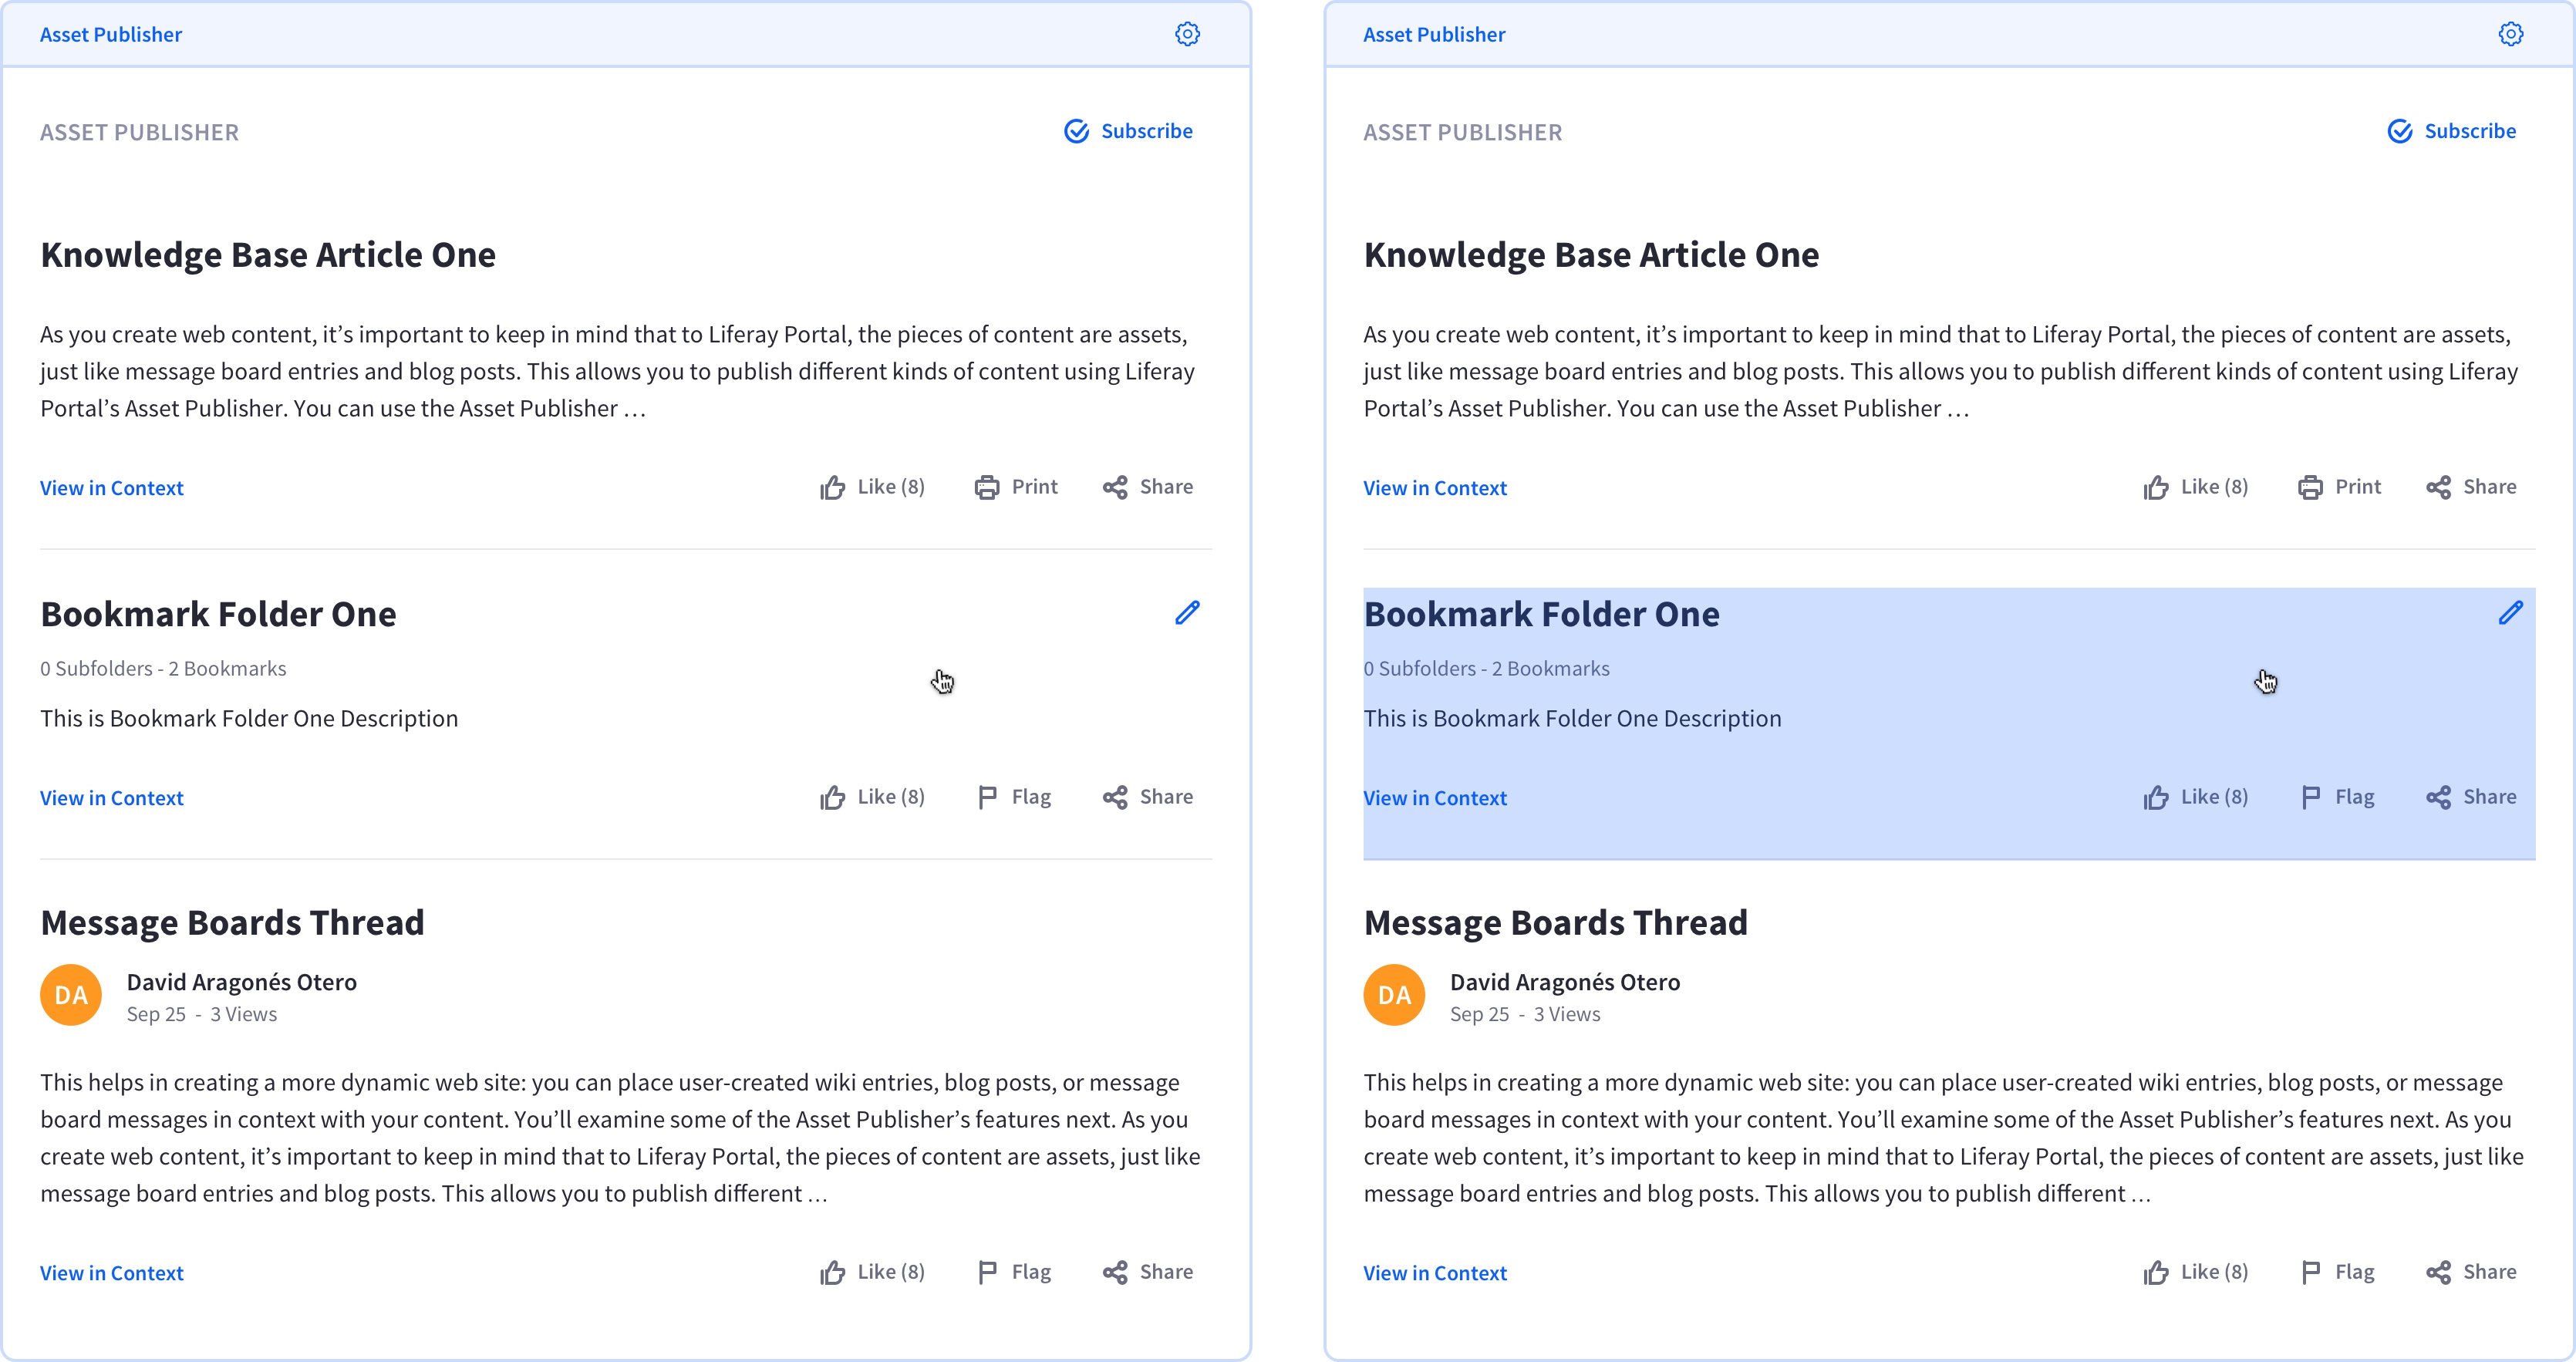 Asset Publisher
ASSET PUBLISHER
Subscribe
Knowledge Base Article One
As you create web content, it’s important to keep in mind that to Liferay Portal, the pieces of content are assets,
just like message board entries and blog posts. This allows you to publish different kinds of content using Liferay
Portal’s Asset Publisher. You can use the Asset Publisher …
View in Context
Like (8)
Print
Share
Bookmark Folder One
0 Subfolders - 2 Bookmarks
This is Bookmark Folder One Description
View in Context
Like (8)
Flag
Share
Message Boards Thread
DA
David Aragonés Otero
Sep 25 - 3 Views
This helps in creating a more dynamic web site: you can place user-created wiki entries, blog posts, or message
board messages in context with your content. You’ll examine some of the Asset Publisher’s features next. As you
create web content, it’s important to keep in mind that to Liferay Portal, the pieces of content are assets, just like
message board entries and blog posts. This allows you to publish different …
View in Context
Like (8)
Flag
Share
Asset Publisher
ASSET PUBLISHER
Subscribe
Knowledge Base Article One
As you create web content, it’s important to keep in mind that to Liferay Portal, the pieces of content are assets,
just like message board entries and blog posts. This allows you to publish different kinds of content using Liferay
Portal’s Asset Publisher. You can use the Asset Publisher …
View in Context
Like (8)
Print
Share
Bookmark Folder One
0 Subfolders - 2 Bookmarks
This is Bookmark Folder One Description
View in Context
Like (8)
Flag
Share
Message Boards Thread
DA
David Aragonés Otero
Sep 25 - 3 Views
This helps in creating a more dynamic web site: you can place user-created wiki entries, blog posts, or message
board messages in context with your content. You’ll examine some of the Asset Publisher’s features next. As you
create web content, it’s important to keep in mind that to Liferay Portal, the pieces of content are assets, just like
message board entries and blog posts. This allows you to publish different …
View in Context
Like (8)
Flag
Share